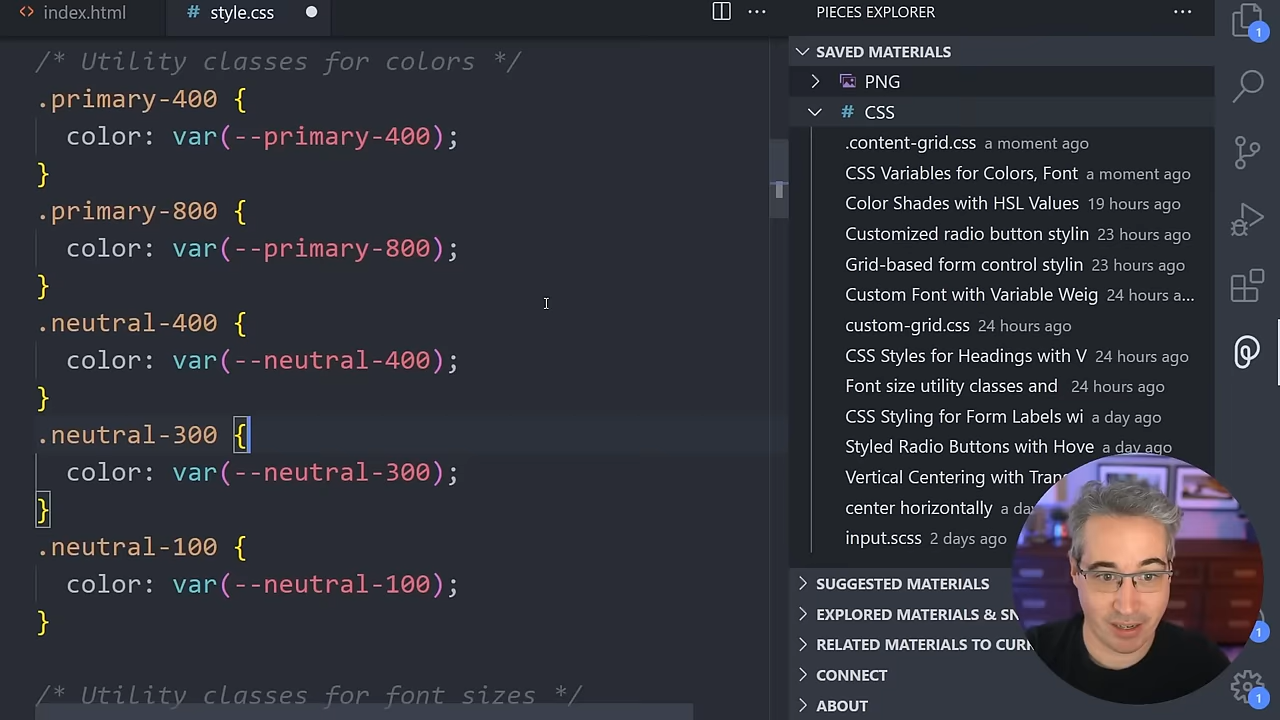 index.html
style.css
/* Utility classes for colors */
.primary-400 {
color: var(--primary-400);
}
.primary-800 {
color: var(--primary-800);
}
.neutral-400 {
color: var(--neutral-400);
}
.neutral-300 {
color: var(--neutral-300);
}
.neutral-100 {
color: var(--neutral-100);
}
/* Utility classes for font sizes */
PIECES EXPLORER
SAVED MATERIALS
PNG
# CSS
.content-grid.css a moment ago
CSS Variables for Colors, Font a moment ago
Color Shades with HSL Values 19 hours ago
Customized radio button stylin 23 hours ago
Grid-based form control stylin 23 hours ago
Custom Font with Variable Weig 24 hours a...
custom-grid.css 24 hours ago
CSS Styles for Headings with V 24 hours ago
Font size utility classes and 24 hours ago
CSS Styling for Form Labels wi a day ago
Styled Radio Buttons with Hove a day ago
Vertical Centering with Tran
center horizontally a da
input.scss 2 days ago
SUGGESTED MATERIALS
EXPLORED MATERIALS & SN
RELATED MATERIALS TO CURR
CONNECT
ABOUT
1
1
1